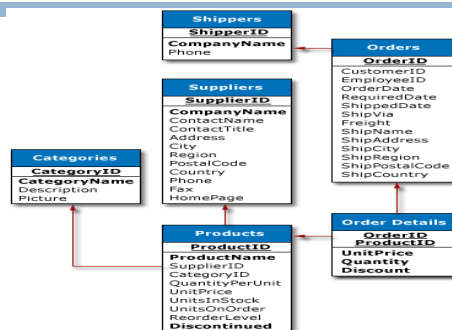 Shippers
ShipperID
CompanyName
Phone
Orders
OrderID
CustomerID
EmployeeID
OrderDate
RequiredDate
ShippedDate
ShipVia
Freight
ShipName
ShipAddress
ShipCity
ShipRegion
ShipPostalCode
ShipCountry
Suppliers
SupplierID
CompanyName
ContactName
ContactTitle
Address
City
Region
PostalCode
Country
Phone
Fax
HomePage
Categories
CategoryID
CategoryName
Description
Picture
Products
ProductID
ProductName
SupplierID
CategoryID
QuantityPerUnit
UnitPrice
UnitsInStock
UnitsOnOrder
ReorderLevel
Discontinued
Order Details
OrderID
ProductID
UnitPrice
Quantity
Discount